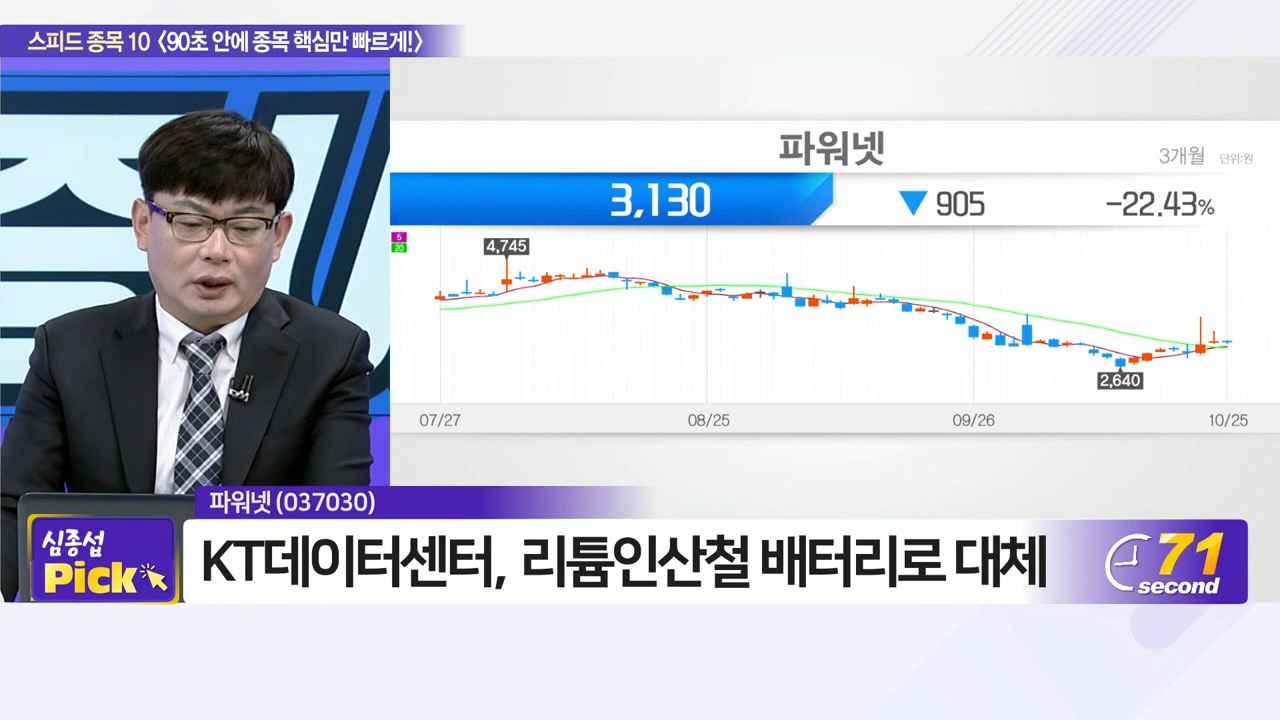 스피드 종목 10 〈90초 안에 종목 핵심만 빠르게!〉
파워넷
3개월 단위:원
3,130 ▼ 905 -22.43%
5
20
4,745
2,640
07/27 08/25 09/26 10/25
파워넷 (037030)
심종섭
Pick
KT데이터센터, 리튬인산철 배터리로 대체
71
second